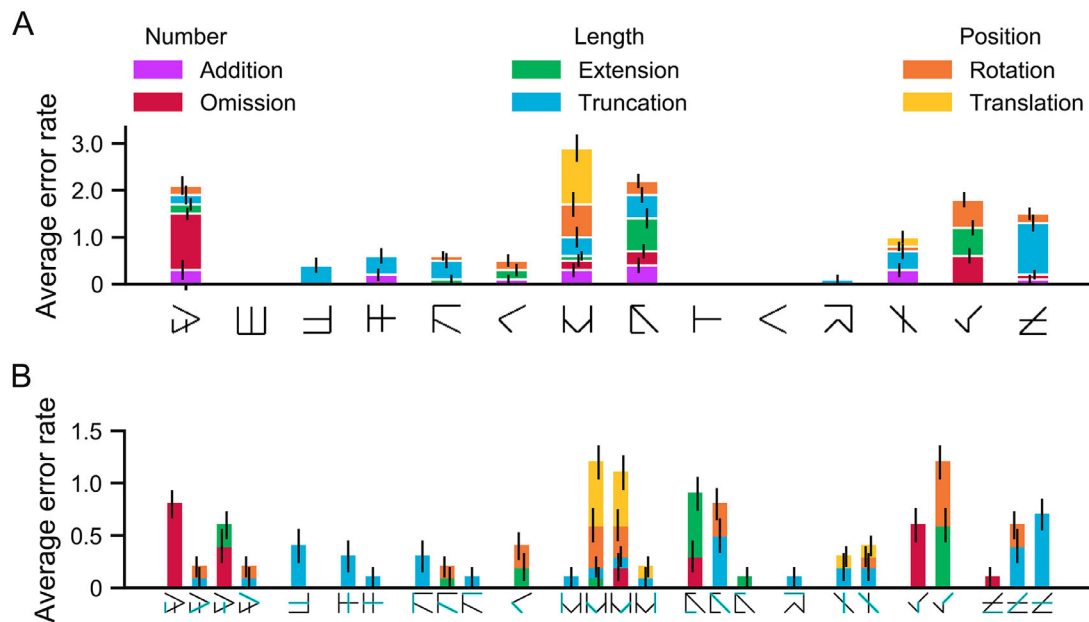 A
Number Length Position
Addition Extension Rotation
Omission Truncation Translation
Average error rate
3.0
2.0
1.0
0
B
Average error rate
1.5
1.0
0.5
0